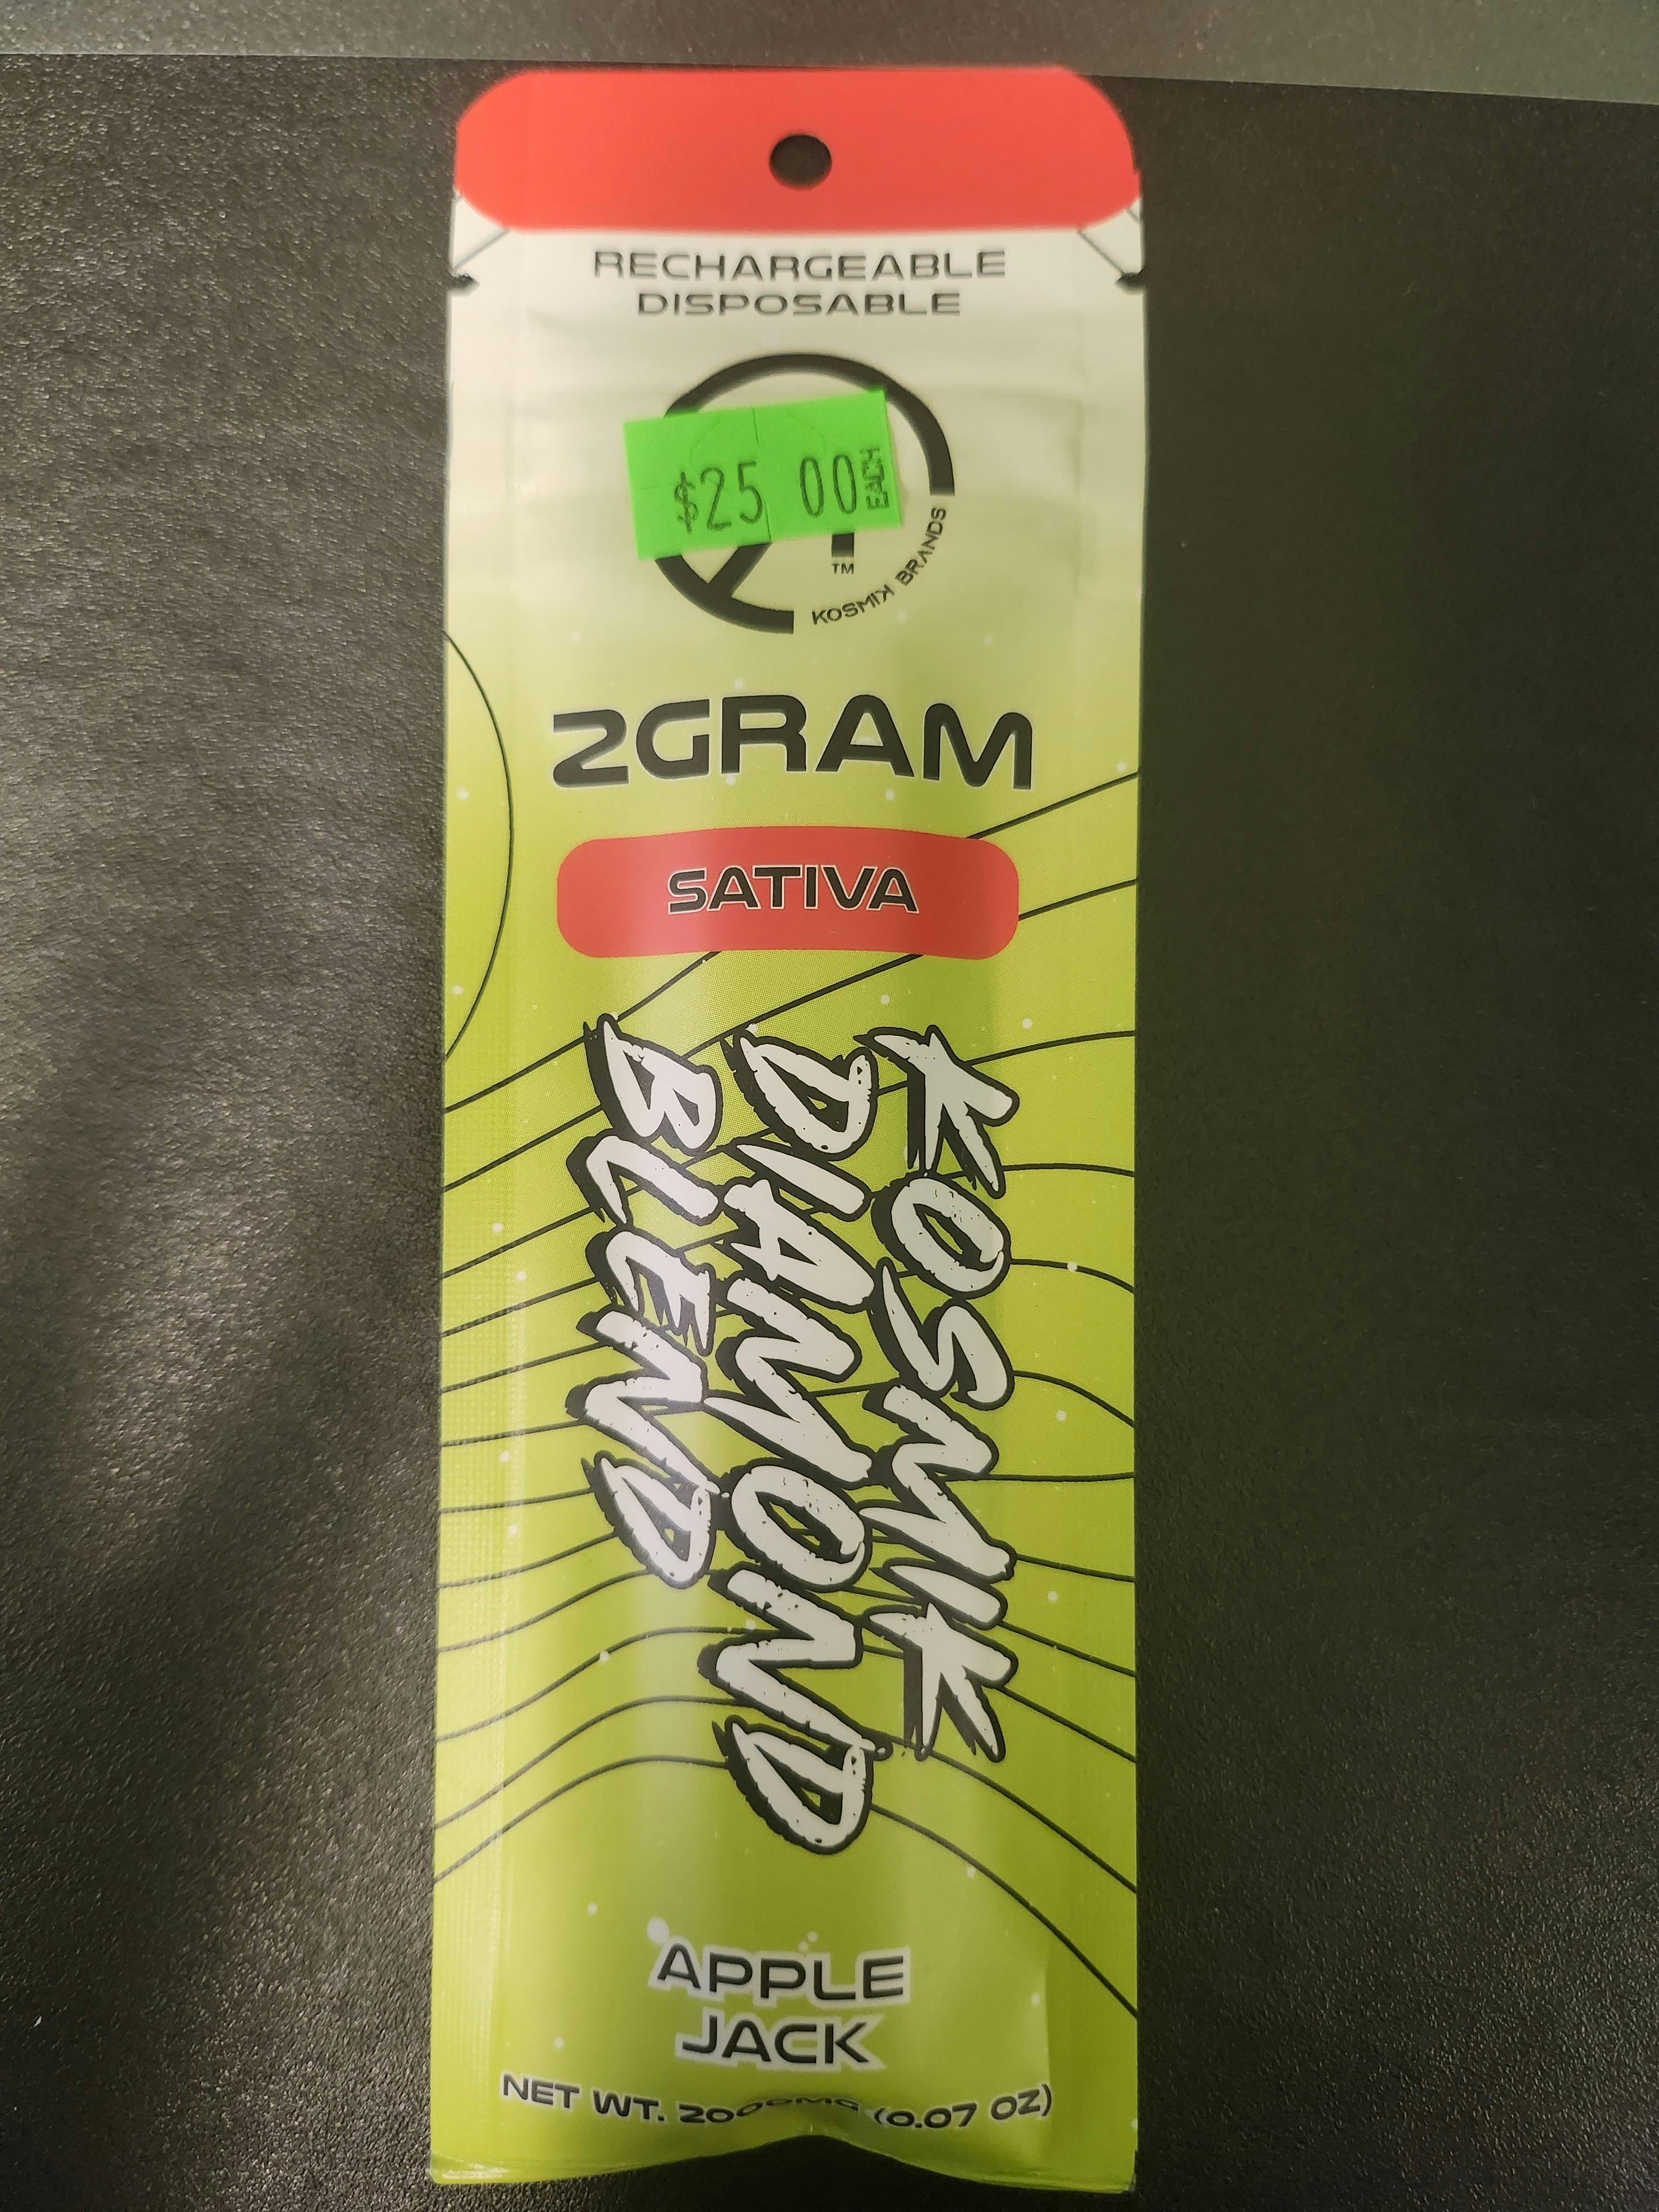 RECHARGEABLE
DISPOSABLE
$25 00 EACH
TM
KOSMIK BRANDS
2GRAM
SATIVA
KOSMIK
DIAMOND
BLEND
APPLE
JACK
NET WT. 2000MG (0.07 OZ)